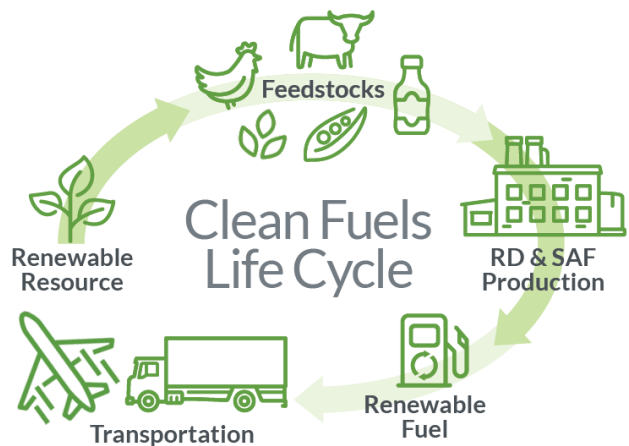 Feedstocks
Clean Fuels
Life Cycle
Renewable
Resource
RD & SAF
Production
Renewable
Fuel
Transportation